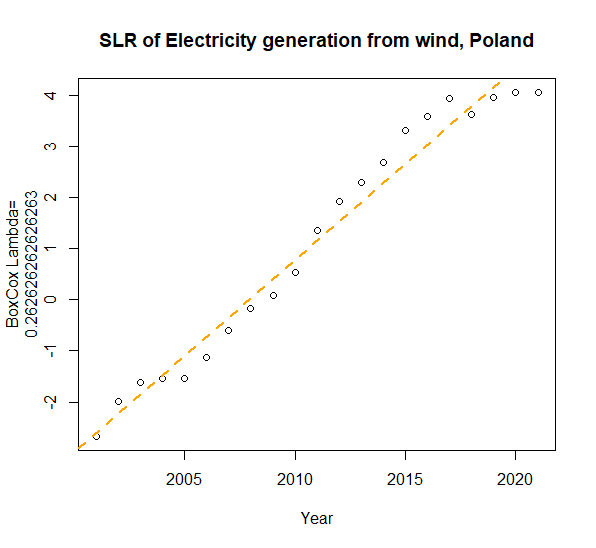 SLR of Electricity generation from wind, Poland
BoxCox Lambda=
0.262626262626263
4
3
2
1
0
-1
-2
2005 2010 2015 2020
Year